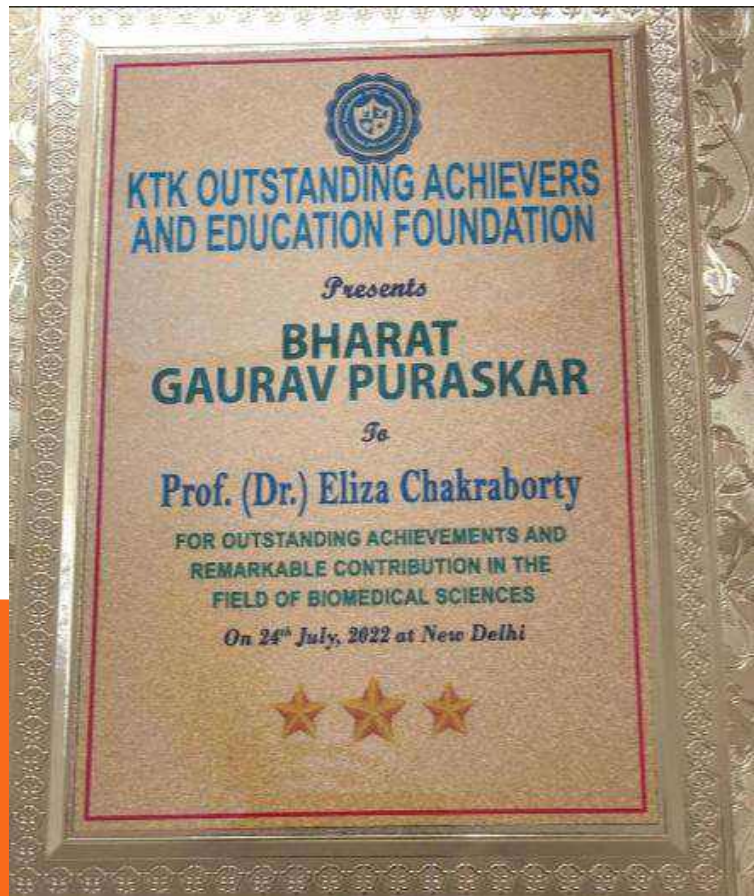 KTK OUTSTANDING ACHIEVERS
AND EDUCATION FOUNDATION
Presents
BHARAT
GAURAV PURASKAR
To
Prof. (Dr.) Eliza Chakraborty
FOR OUTSTANDING ACHIEVEMENTS AND
REMARKABLE CONTRIBUTION IN THE
FIELD OF BIOMEDICAL SCIENCES
On 24th July, 2022 at New Delhi